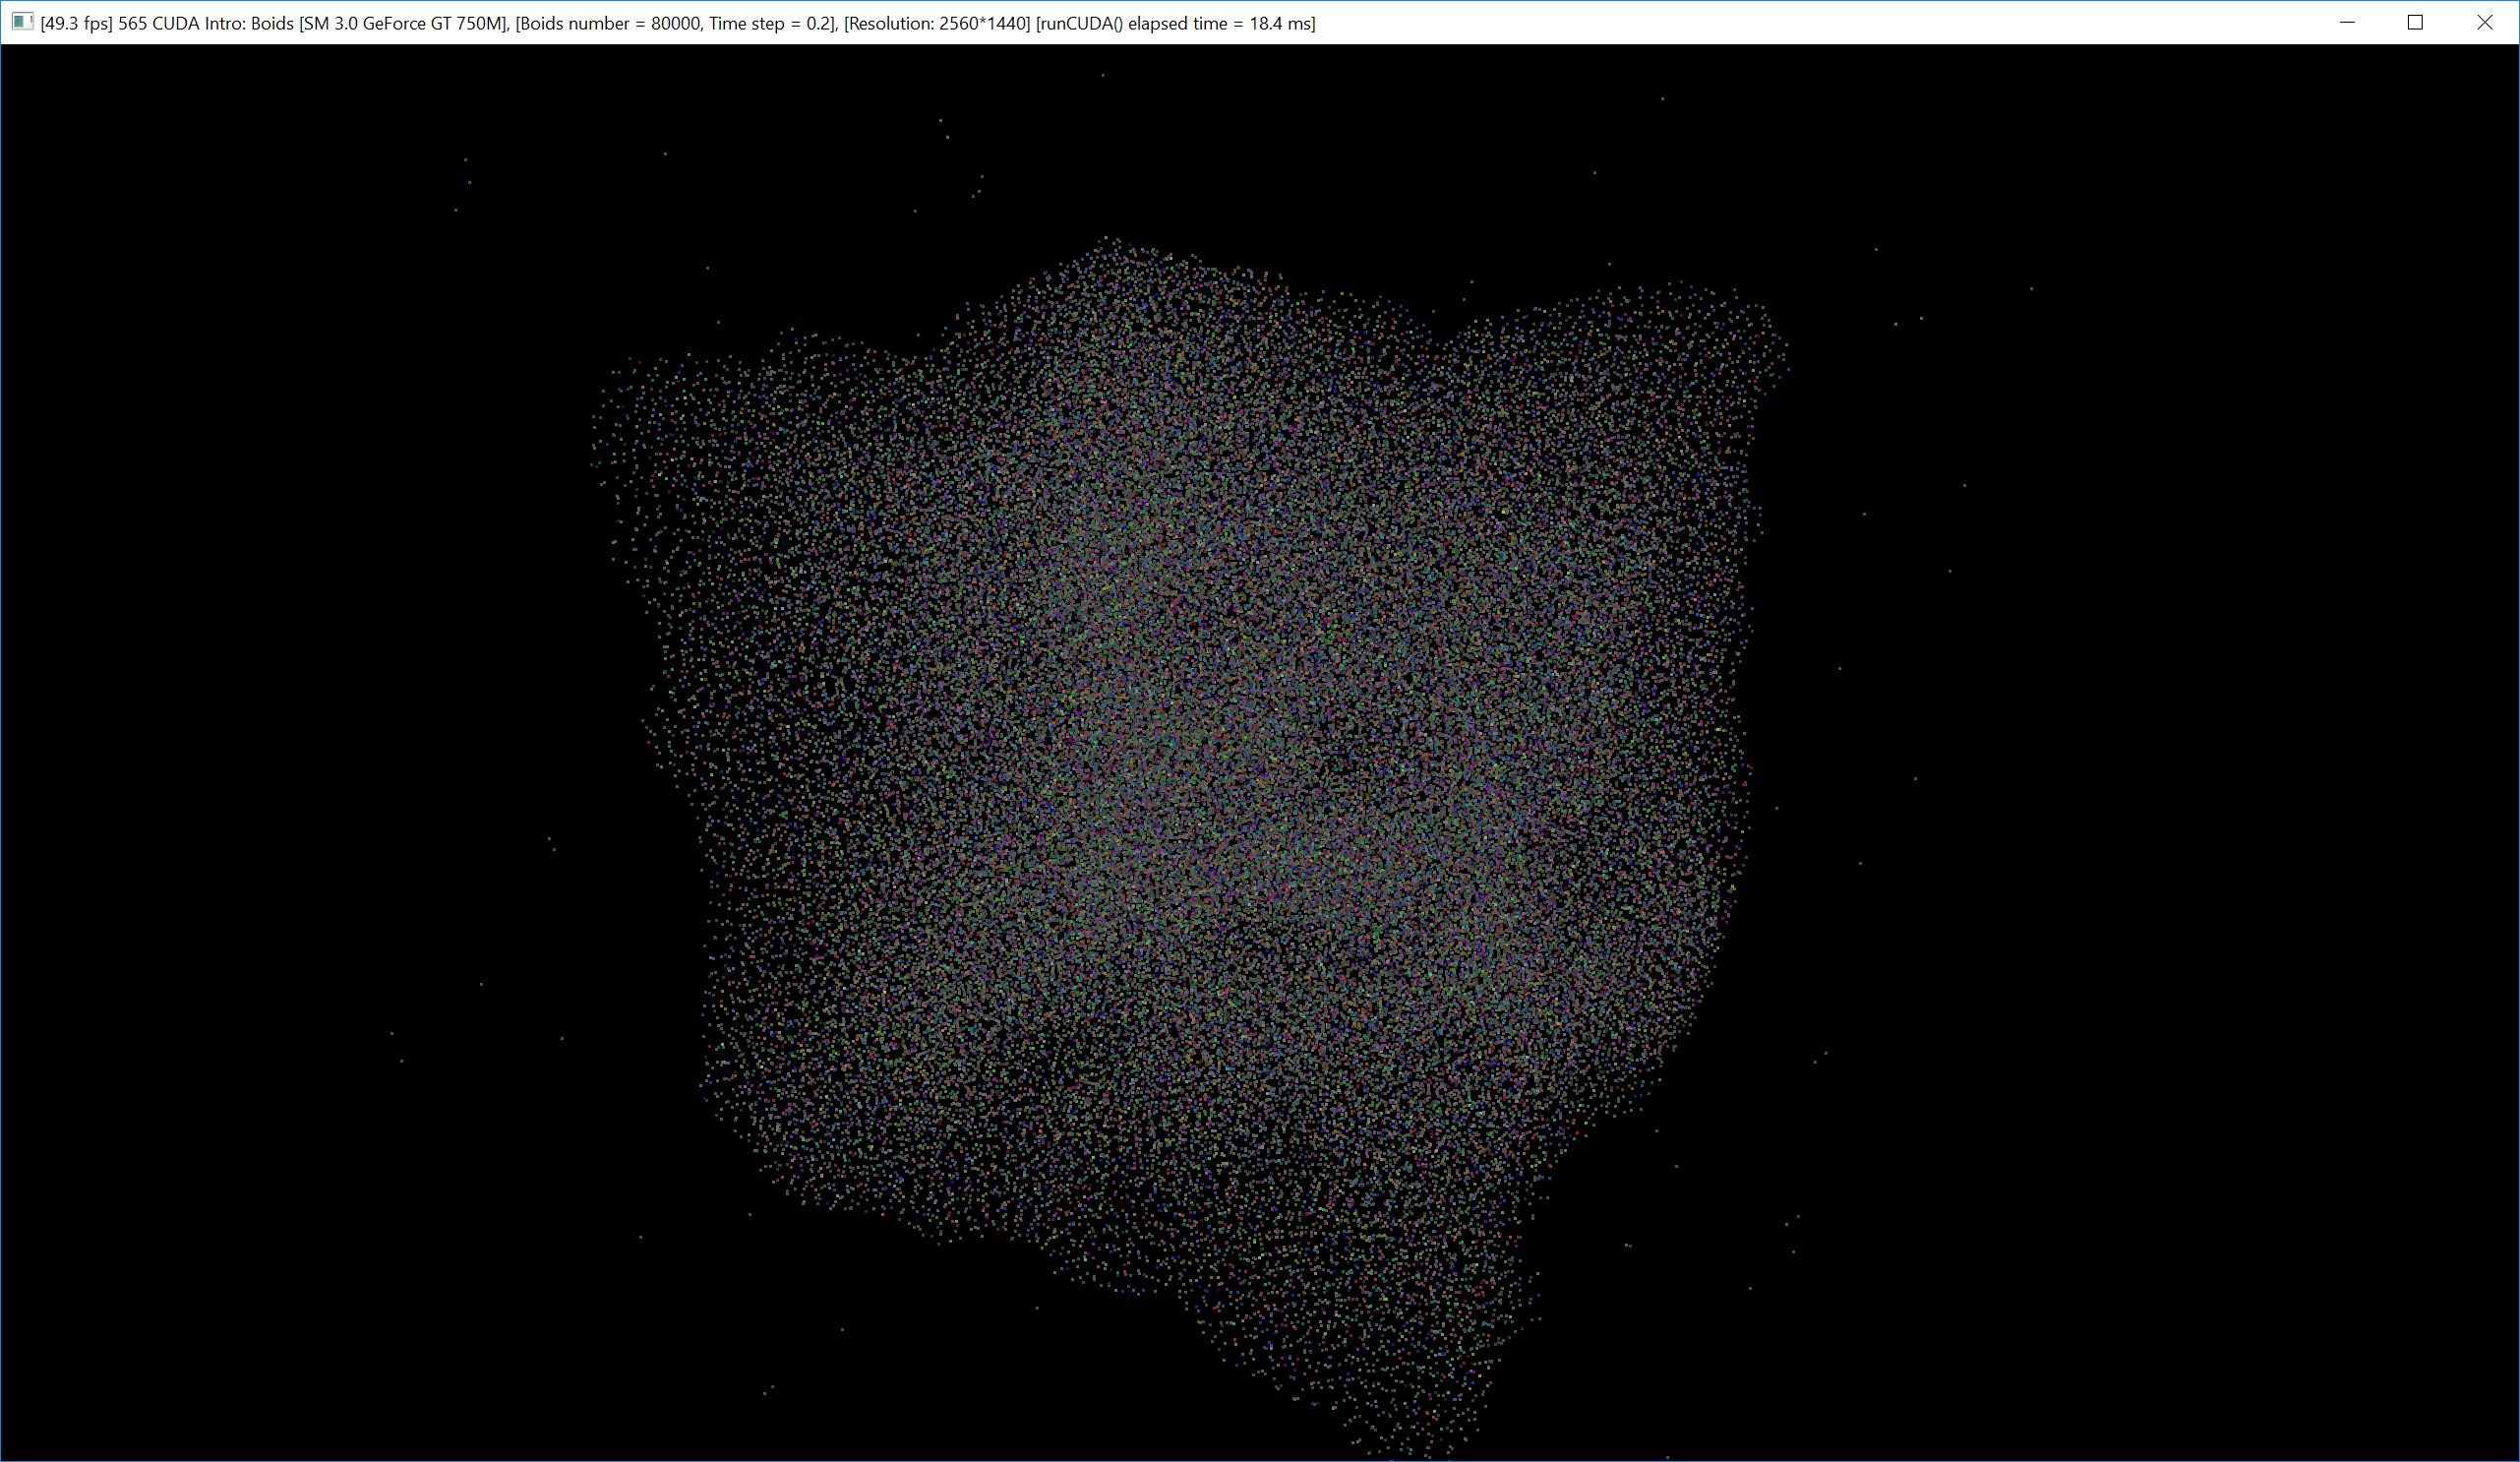 [49.3 fps] 565 CUDA Intro: Boids [SM 3.0 GeForce GT 750M], [Boids number = 80000, Time step = 0.2], [Resolution: 2560*1440] [runCUDA() elapsed time = 18.4 ms]